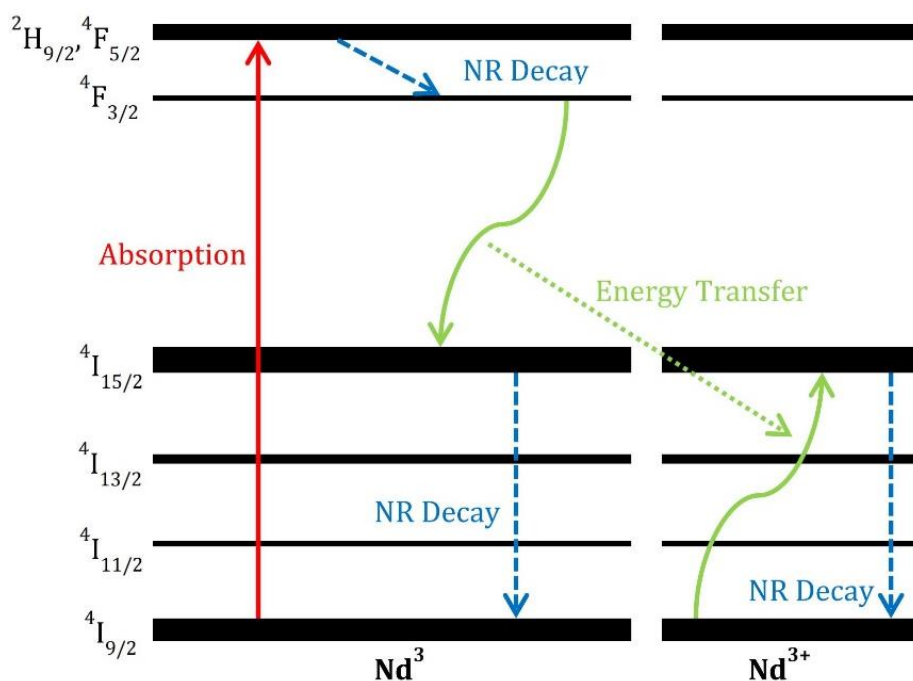 ²H₉/₂,⁴F₅/₂
NR Decay
⁴F₃/₂
Absorption
Energy Transfer
⁴I₁₅/₂
⁴I₁₃/₂
NR Decay
⁴I₁₁/₂
NR Decay
⁴I₉/₂
Nd³ Nd³⁺